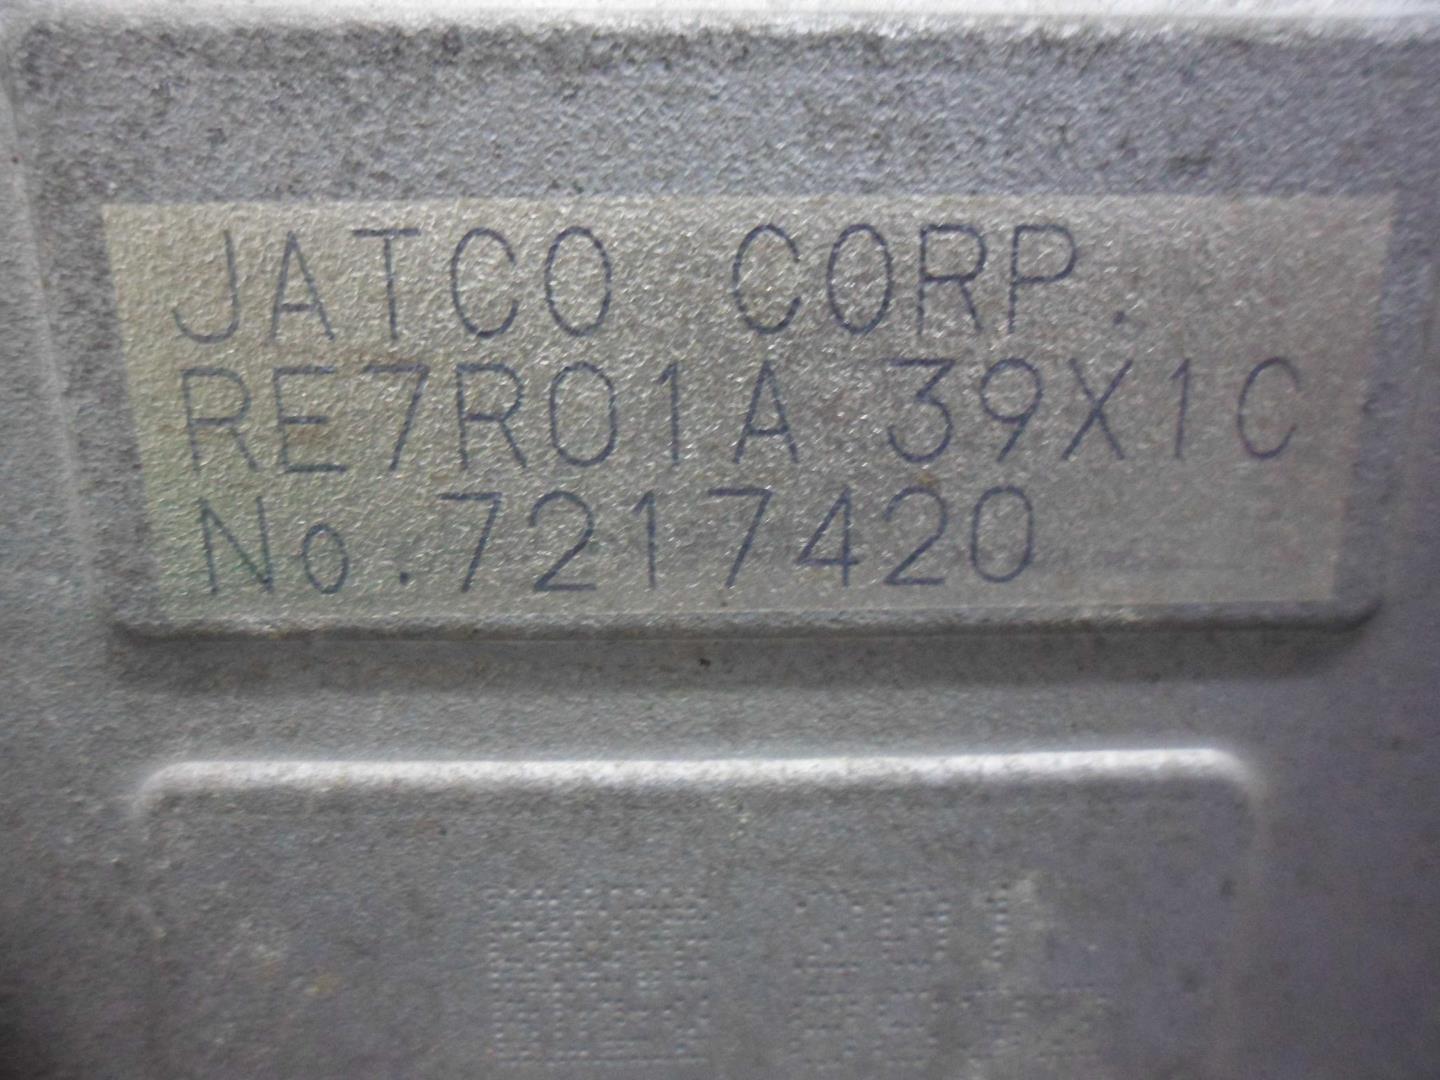 JATCO CORP.
RE7R01A 39X1C
No.7217420